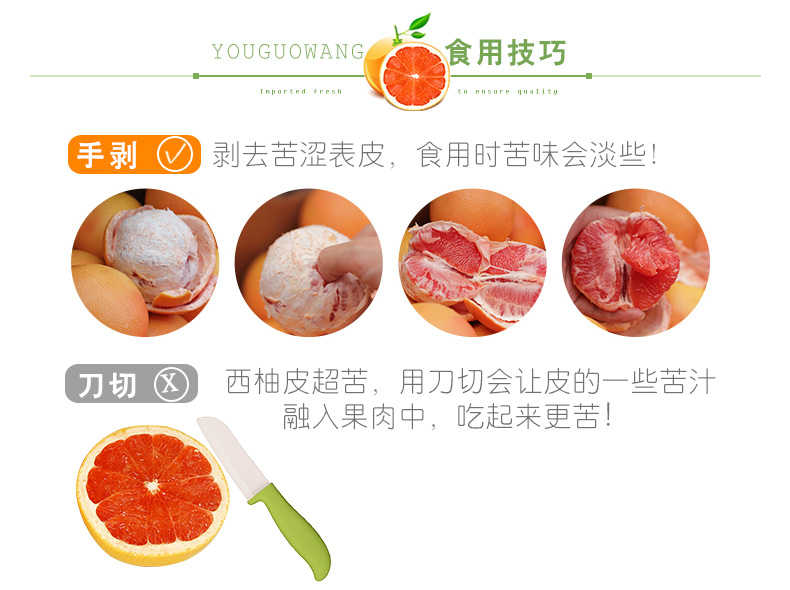 YOUGUOWANG 食用技巧
Imported fresh to ensure quality
手剥 剥去苦涩表皮，食用时苦味会淡些！
刀切 X 西柚皮超苦，用刀切会让皮的一些苦汁
融入果肉中，吃起来更苦！